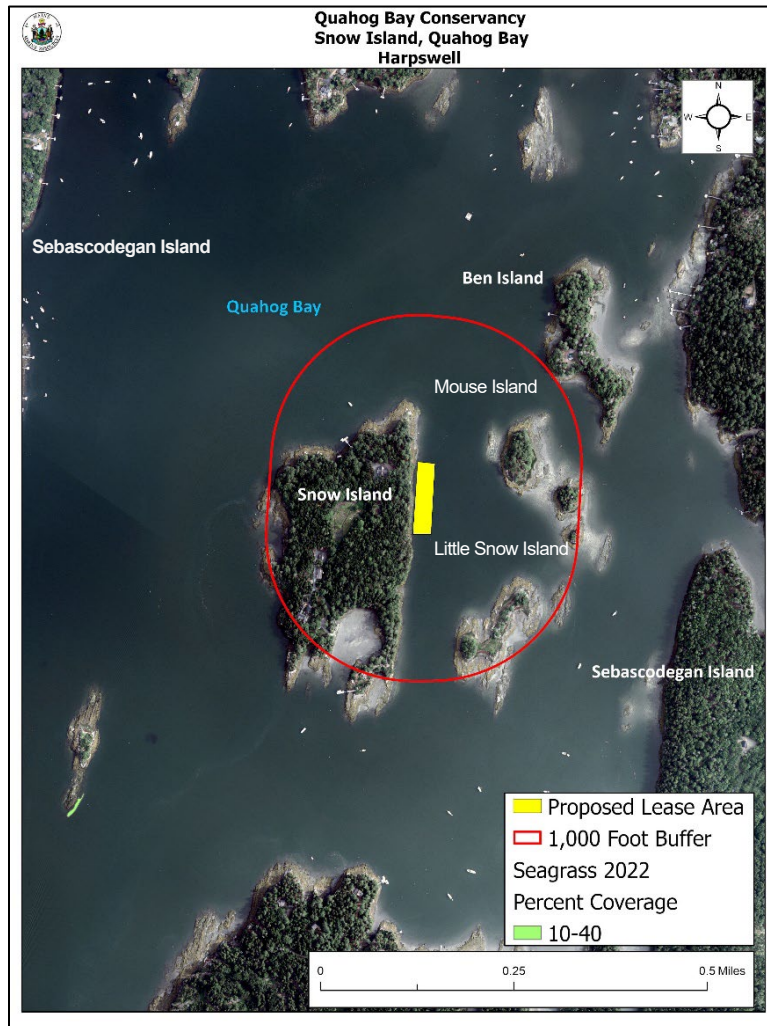 Quahog Bay Conservancy
Snow Island, Quahog Bay
Harpswell
N
W
E
S
Sebascodegan Island
Ben Island
Quahog Bay
Mouse Island
Snow Island
Little Snow Island
Sebascodegan Island
Proposed Lease Area
1,000 Foot Buffer
Seagrass 2022
Percent Coverage
10-40
0
0.25
0.5 Miles